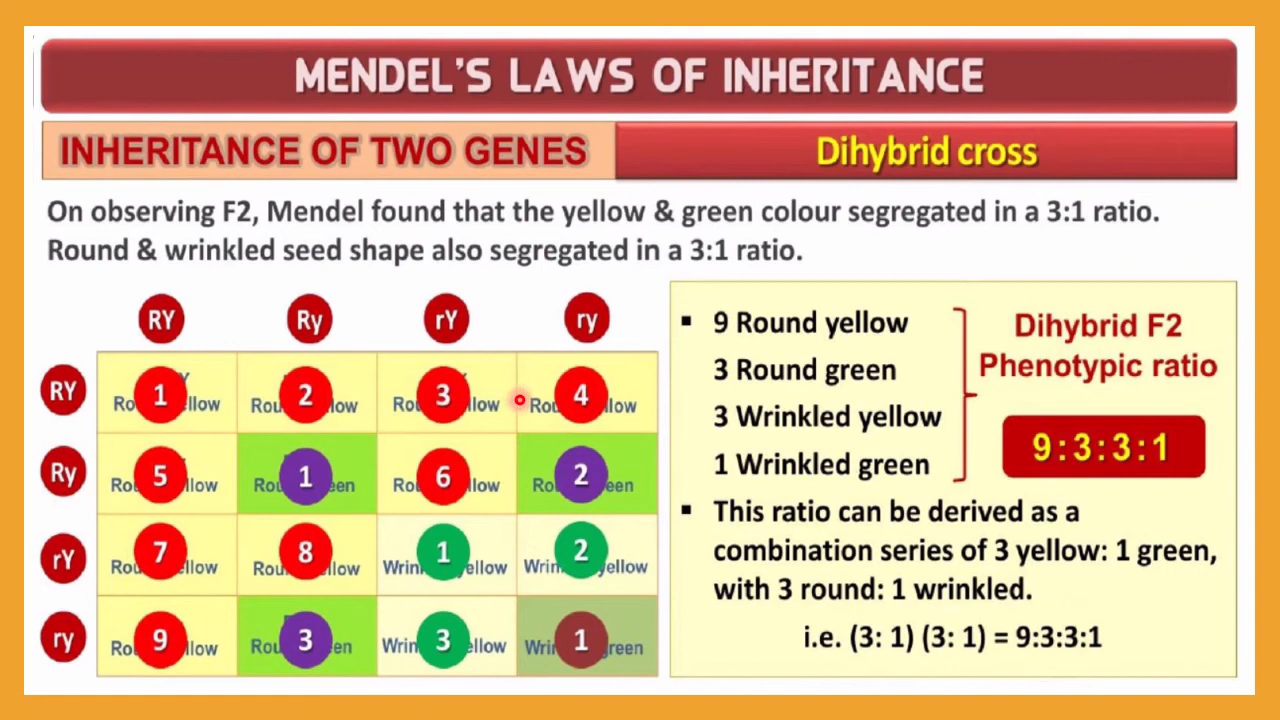 MENDEL'S LAWS OF INHERITANCE
INHERITANCE OF TWO GENES
Dihybrid cross
On observing F2, Mendel found that the yellow & green colour segregated in a 3:1 ratio.
Round & wrinkled seed shape also segregated in a 3:1 ratio.
RY Ry rY ry
RY 1 2 3 4
Ry 5 1 6 2
rY 7 8 1 2
ry 9 3 3 1
▪ 9 Round yellow
3 Round green
3 Wrinkled yellow
1 Wrinkled green
Dihybrid F2
Phenotypic ratio
9:3:3:1
▪ This ratio can be derived as a
combination series of 3 yellow: 1 green,
with 3 round: 1 wrinkled.
i.e. (3: 1) (3: 1) = 9:3:3:1